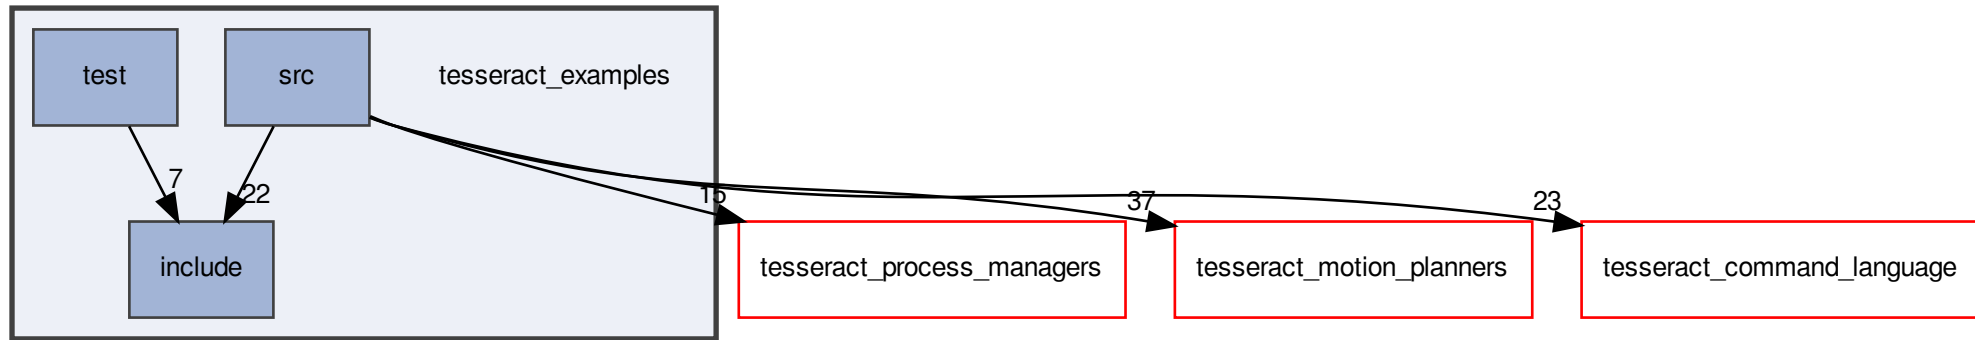 test
src
tesseract_examples
7
22
15
37
23
include
tesseract_process_managers
tesseract_motion_planners
tesseract_command_language